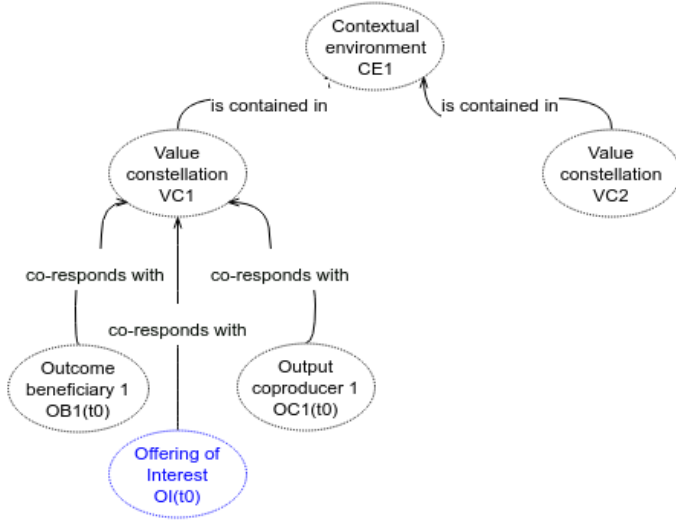 Contextual
environment
CE1
is contained in
is contained in
Value
constellation
VC1
Value
constellation
VC2
co-responds with
co-responds with
co-responds with
Outcome
beneficiary 1
OB1(t0)
Output
coproducer 1
OC1(t0)
Offering of
Interest
OI(t0)